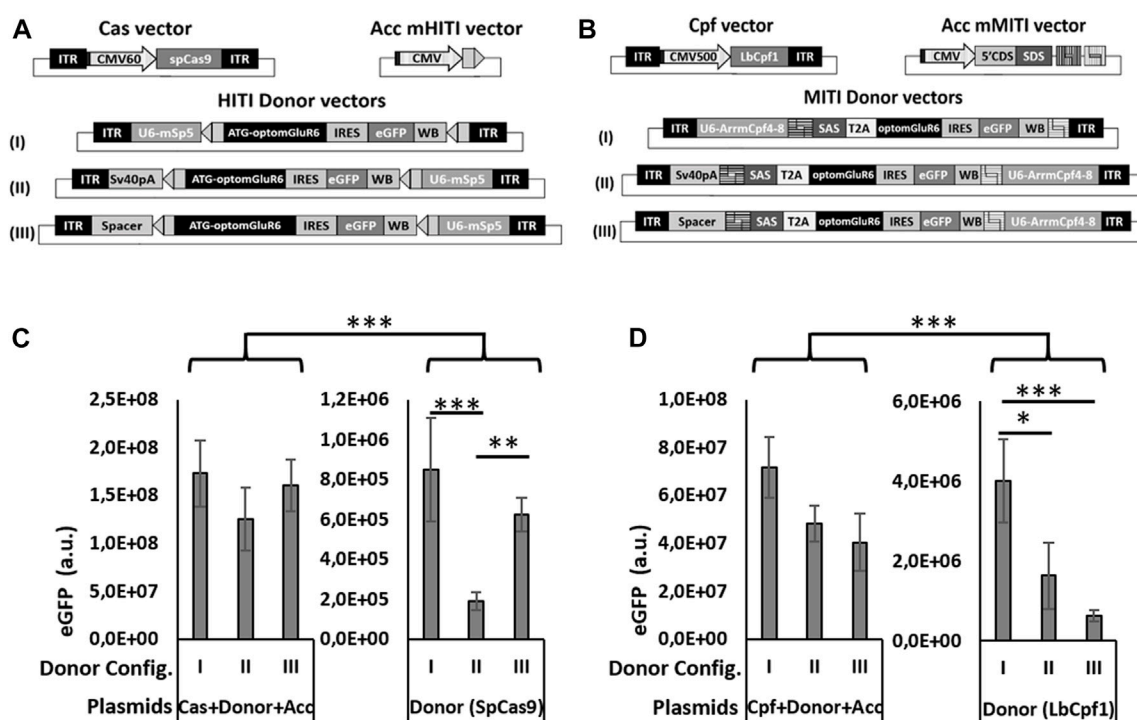 A
Cas vector
Acc mHITI vector
ITR CMV60 spCas9 ITR
CMV
HITI Donor vectors
(I) ITR U6-mSp5 ATG-optomGluR6 IRES eGFP WB ITR
(II) ITR Sv40pA ATG-optomGluR6 IRES eGFP WB U6-mSp5 ITR
(III) ITR Spacer ATG-optomGluR6 IRES eGFP WB U6-mSp5 ITR
B
Cpf vector
Acc mMITI vector
ITR CMV500 LbCpf1 ITR
CMV 5'CDS SDS
MITI Donor vectors
(I) ITR U6-ArrmCpf4-8 SAS T2A optomGluR6 IRES eGFP WB ITR
(II) ITR Sv40pA SAS T2A optomGluR6 IRES eGFP WB U6-ArrmCpf4-8 ITR
(III) ITR Spacer SAS T2A optomGluR6 IRES eGFP WB U6-ArrmCpf4-8 ITR
C
***
eGFP (a.u.)
2,5E+08
2,0E+08
1,5E+08
1,0E+08
5,0E+07
0,0E+00
1,2E+06
1,0E+06
8,0E+05
6,0E+05
4,0E+05
2,0E+05
0,0E+00
***
**
Donor Config. I II III I II III
Plasmids Cas+Donor+Acc Donor (SpCas9)
D
***
eGFP (a.u.)
1,0E+08
8,0E+07
6,0E+07
4,0E+07
2,0E+07
0,0E+00
6,0E+06
4,0E+06
2,0E+06
0,0E+00
***
*
Donor Config. I II III I II III
Plasmids Cpf+Donor+Acc Donor (LbCpf1)